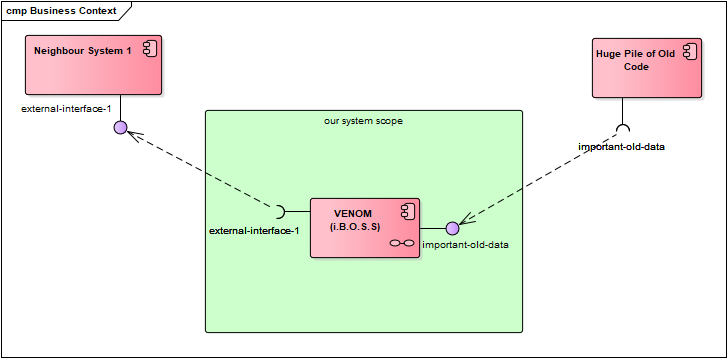 cmp Business Context
Neighbour System 1
Huge Pile of Old
Code
external-interface-1
our system scope
important-old-data
VENOM
(i.B.O.S.S)
external-interface-1
important-old-data